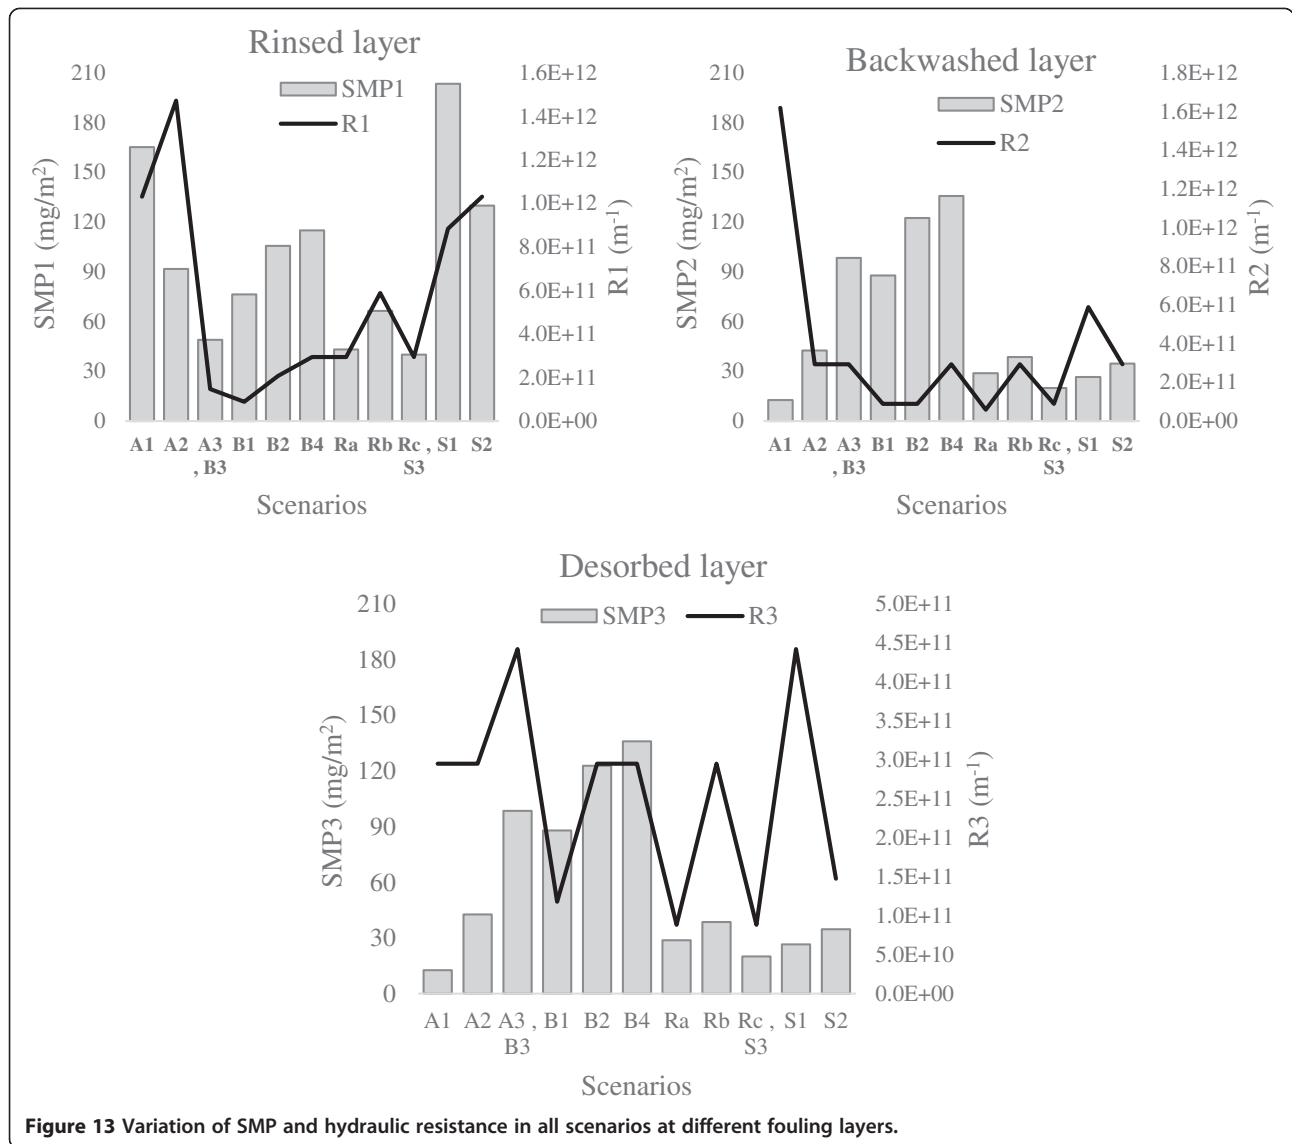 Rinsed layer
SMP1
R1
210
180
150
120
90
60
30
0
SMP1 (mg/m²)
1.6E+12
1.4E+12
1.2E+12
1.0E+12
8.0E+11
6.0E+11
4.0E+11
2.0E+11
0.0E+00
R1 (m⁻¹)
A1 A2 A3 B1 B2 B4 Ra Rb Rc , S1 S2
, B3 S3
Scenarios
Backwashed layer
SMP2
R2
210
180
150
120
90
60
30
0
SMP2 (mg/m²)
1.8E+12
1.6E+12
1.4E+12
1.2E+12
1.0E+12
8.0E+11
6.0E+11
4.0E+11
2.0E+11
0.0E+00
R2 (m⁻¹)
A1 A2 A3 B1 B2 B4 Ra Rb Rc , S1 S2
, B3 S3
Scenarios
Desorbed layer
SMP3 R3
210
180
150
120
90
60
30
0
SMP3 (mg/m²)
5.0E+11
4.5E+11
4.0E+11
3.5E+11
3.0E+11
2.5E+11
2.0E+11
1.5E+11
1.0E+11
5.0E+10
0.0E+00
R3 (m⁻¹)
A1 A2 A3 , B1 B2 B4 Ra Rb Rc , S1 S2
B3 S3
Scenarios
Figure 13 Variation of SMP and hydraulic resistance in all scenarios at different fouling layers.